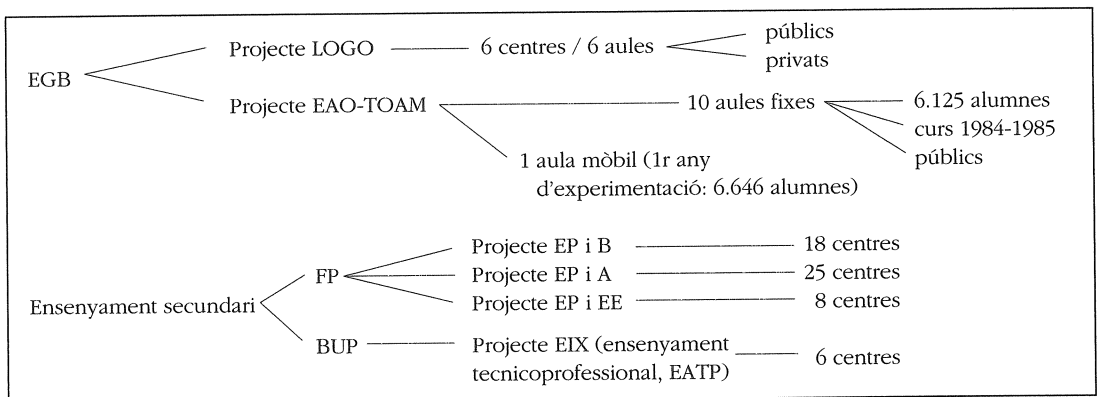 EGB
Projecte LOGO
6 centres / 6 aules
públics
privats
Projecte EAO-TOAM
10 aules fixes
6.125 alumnes
curs 1984-1985
públics
1 aula mòbil (1r any
d'experimentació: 6.646 alumnes)
Ensenyament secundari
FP
Projecte EP i B
18 centres
Projecte EP i A
25 centres
Projecte EP i EE
8 centres
BUP
Projecte EIX (ensenyament
tecnicoprofessional, EATP)
6 centres